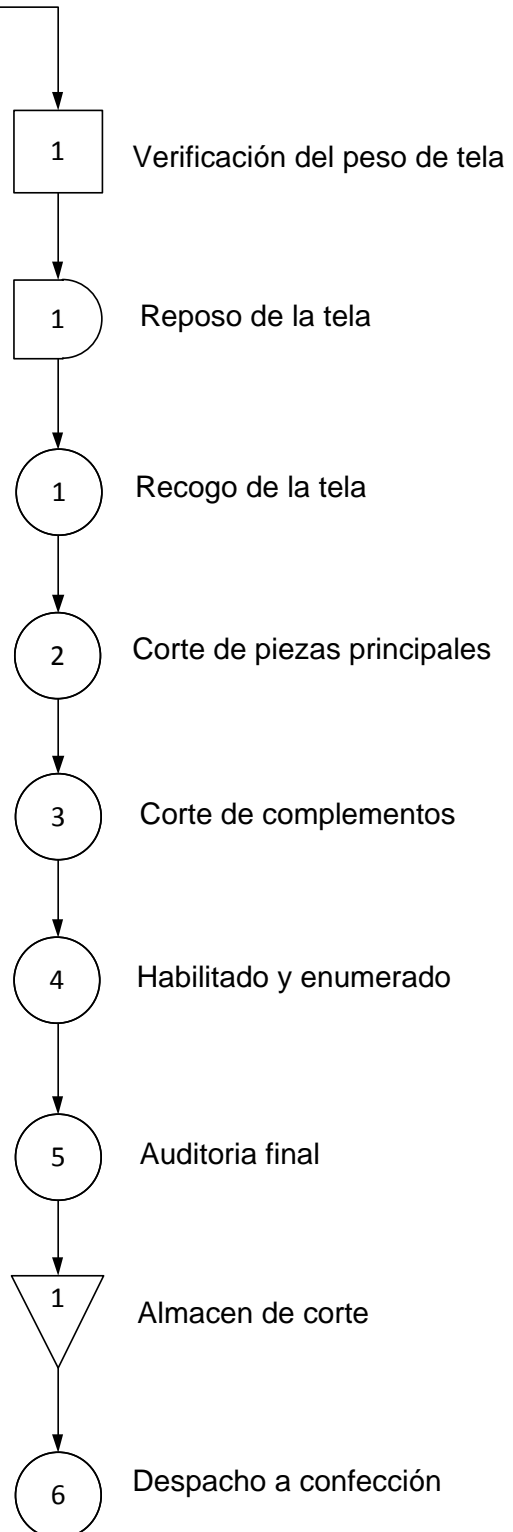 1 Verificación del peso de tela
1 Reposo de la tela
1 Recogo de la tela
2 Corte de piezas principales
3 Corte de complementos
4 Habilitado y enumerado
5 Auditoria final
1 Almacen de corte
6 Despacho a confección